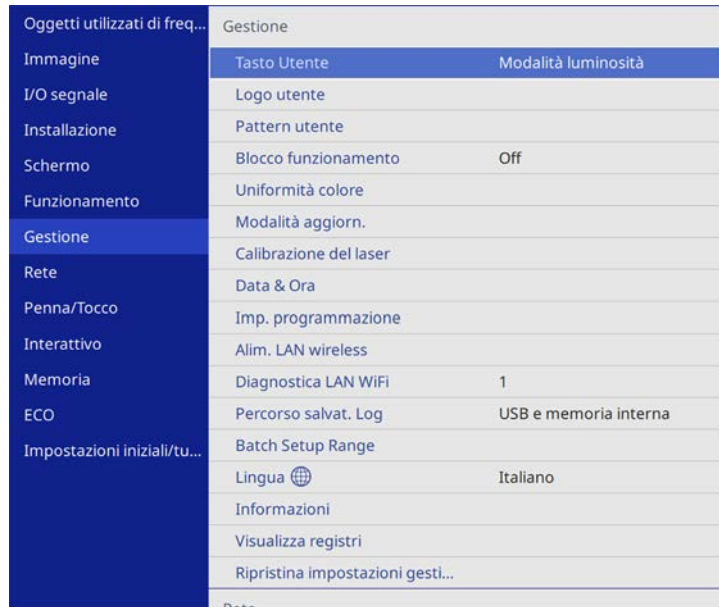 Oggetti utilizzati di freq...
Immagine
I/O segnale
Installazione
Schermo
Funzionamento
Gestione
Rete
Penna/Tocco
Interattivo
Memoria
ECO
Impostazioni iniziali/tu...
Gestione
Tasto Utente Modalità luminosità
Logo utente
Pattern utente
Blocco funzionamento Off
Uniformità colore
Modalità aggiorn.
Calibrazione del laser
Data & Ora
Imp. programmazione
Alim. LAN wireless
Diagnostica LAN WiFi 1
Percorso salvat. Log USB e memoria interna
Batch Setup Range
Lingua Italiano
Informazioni
Visualizza registri
Ripristina impostazioni gesti...